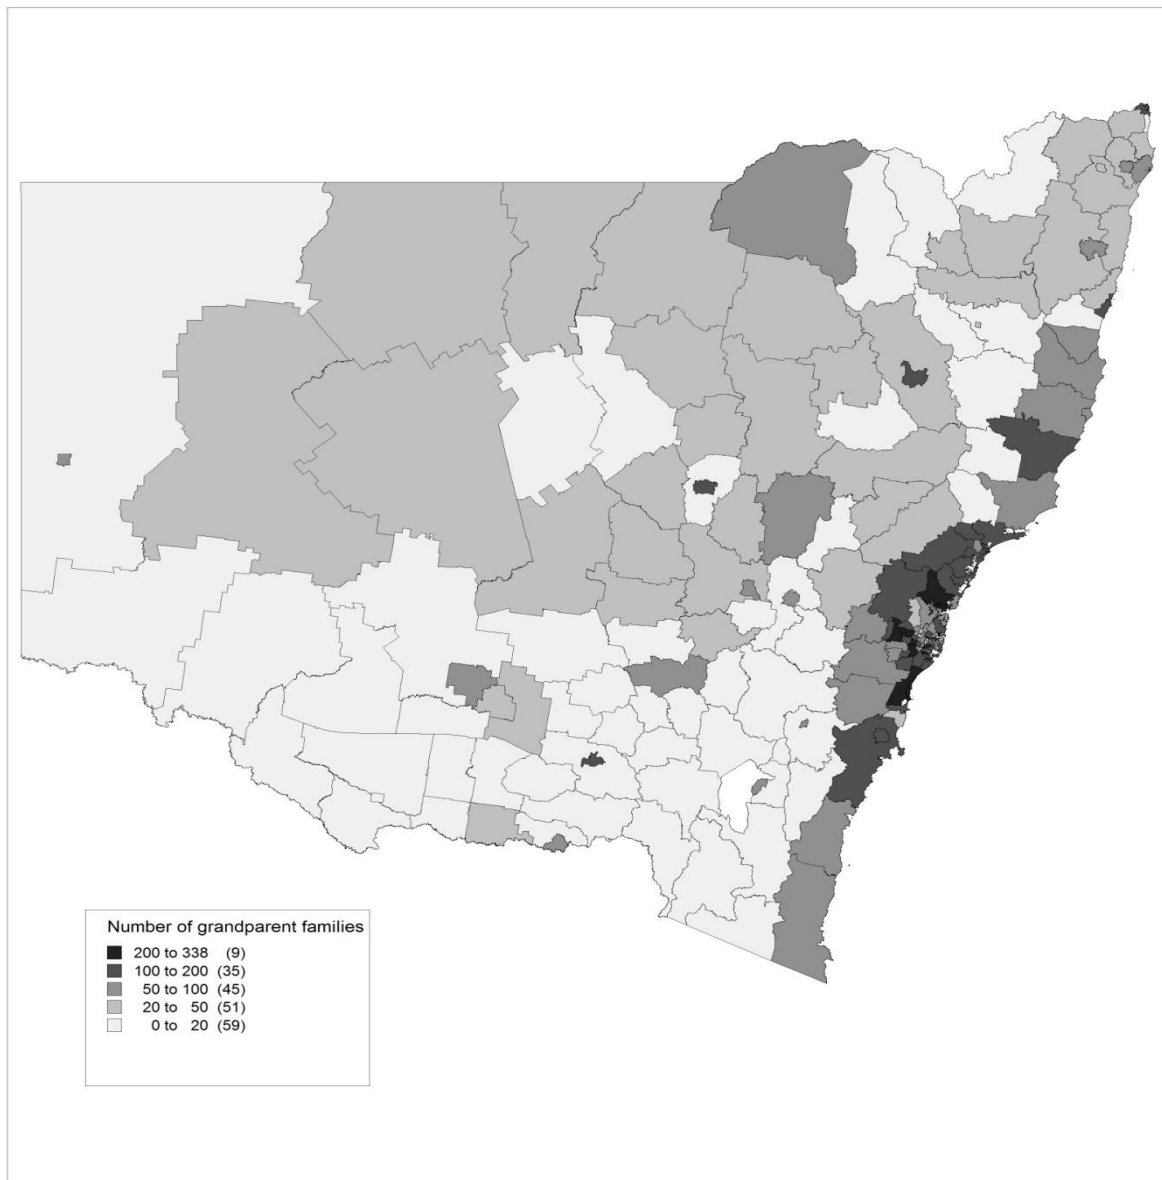 Number of grandparent families
200 to 338 (9)
100 to 200 (35)
50 to 100 (45)
20 to 50 (51)
0 to 20 (59)